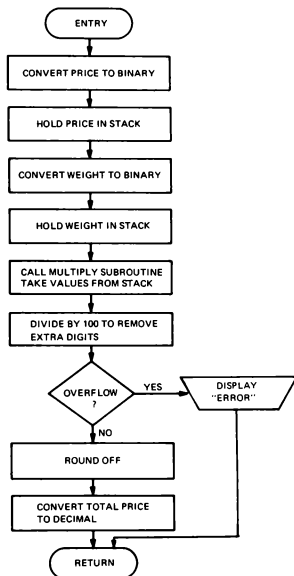 ENTRY
CONVERT PRICE TO BINARY
HOLD PRICE IN STACK
CONVERT WEIGHT TO BINARY
HOLD WEIGHT IN STACK
CALL MULTIPLY SUBROUTINE
TAKE VALUES FROM STACK
DIVIDE BY 100 TO REMOVE
EXTRA DIGITS
OVERFLOW
?
YES
DISPLAY
"ERROR"
NO
ROUND OFF
CONVERT TOTAL PRICE
TO DECIMAL
RETURN